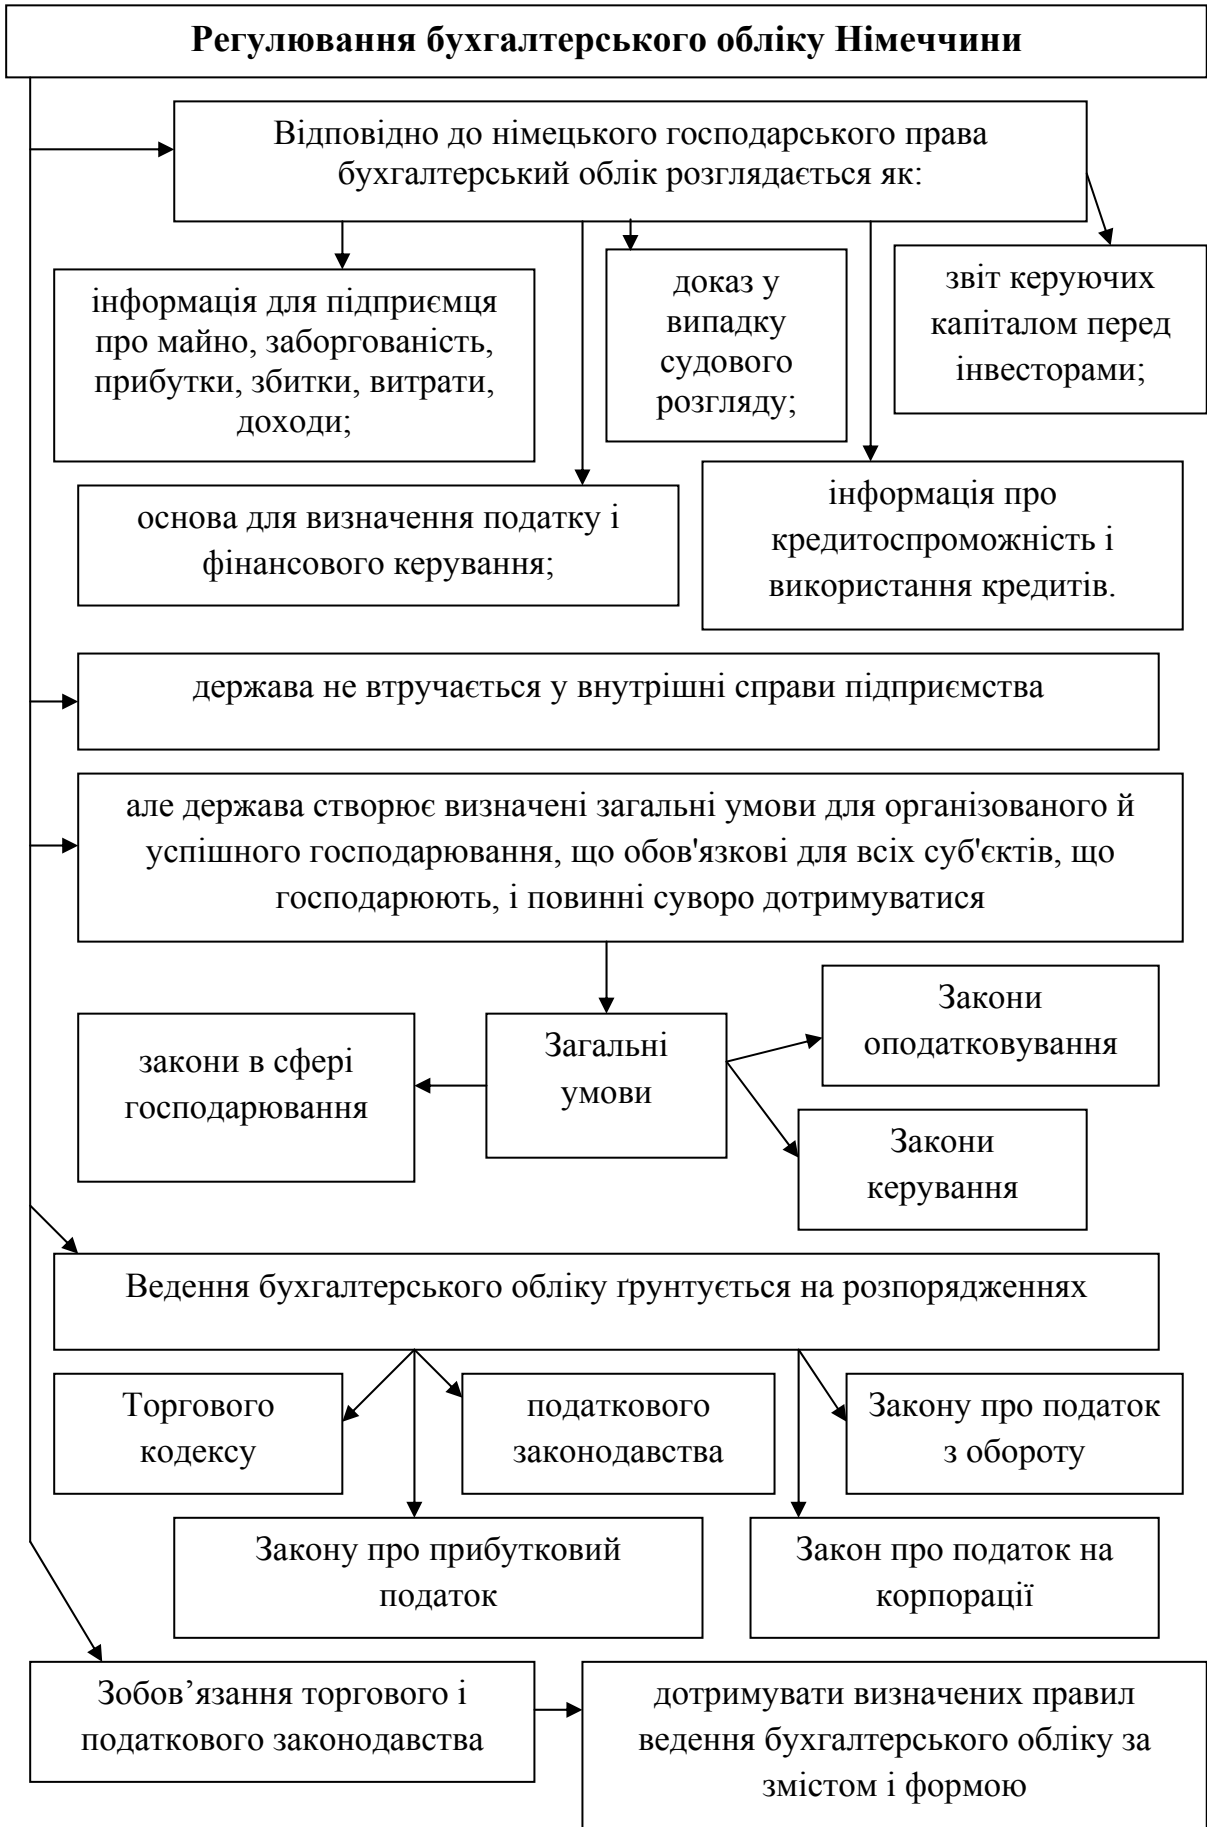 Регулювання бухгалтерського обліку Німеччини
Відповідно до німецького господарського права
бухгалтерський облік розглядається як:
інформація для підприємця
про майно, заборгованість,
прибутки, збитки, витрати,
доходи;
доказ у
випадку
судового
розгляду;
звіт керуючих
капіталом перед
інвесторами;
основа для визначення податку і
фінансового керування;
інформація про
кредитоспроможність і
використання кредитів.
держава не втручається у внутрішні справи підприємства
але держава створює визначені загальні умови для організованого й
успішного господарювання, що обов'язкові для всіх суб'єктів, що
господарюють, і повинні суворо дотримуватися
закони в сфері
господарювання
Загальні
умови
Закони
оподатковування
Закони
керування
Ведення бухгалтерського обліку ґрунтується на розпорядженнях
Торгового
кодексу
податкового
законодавства
Закону про податок
з обороту
Закону про прибутковий
податок
Закон про податок на
корпорації
Зобов’язання торгового і
податкового законодавства
дотримувати визначених правил
ведення бухгалтерського обліку за
змістом і формою